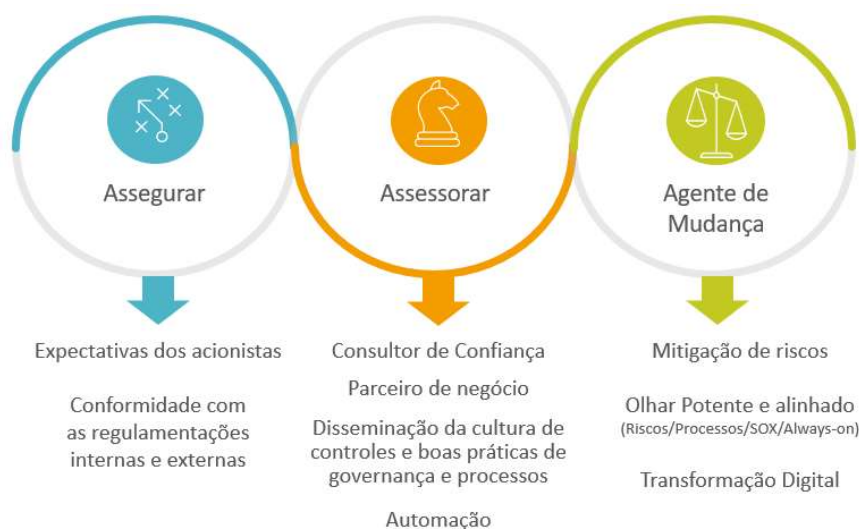 Assegurar
Assessorar
Agente de
Mudança
Expectativas dos acionistas
Conformidade com
as regulamentações
internas e externas
Consultor de Confiança
Parceiro de negócio
Disseminação da cultura de
controles e boas práticas de
governança e processos
Automação
Mitigação de riscos
Olhar Potente e alinhado
(Riscos/Processos/SOX/Always-on)
Transformação Digital